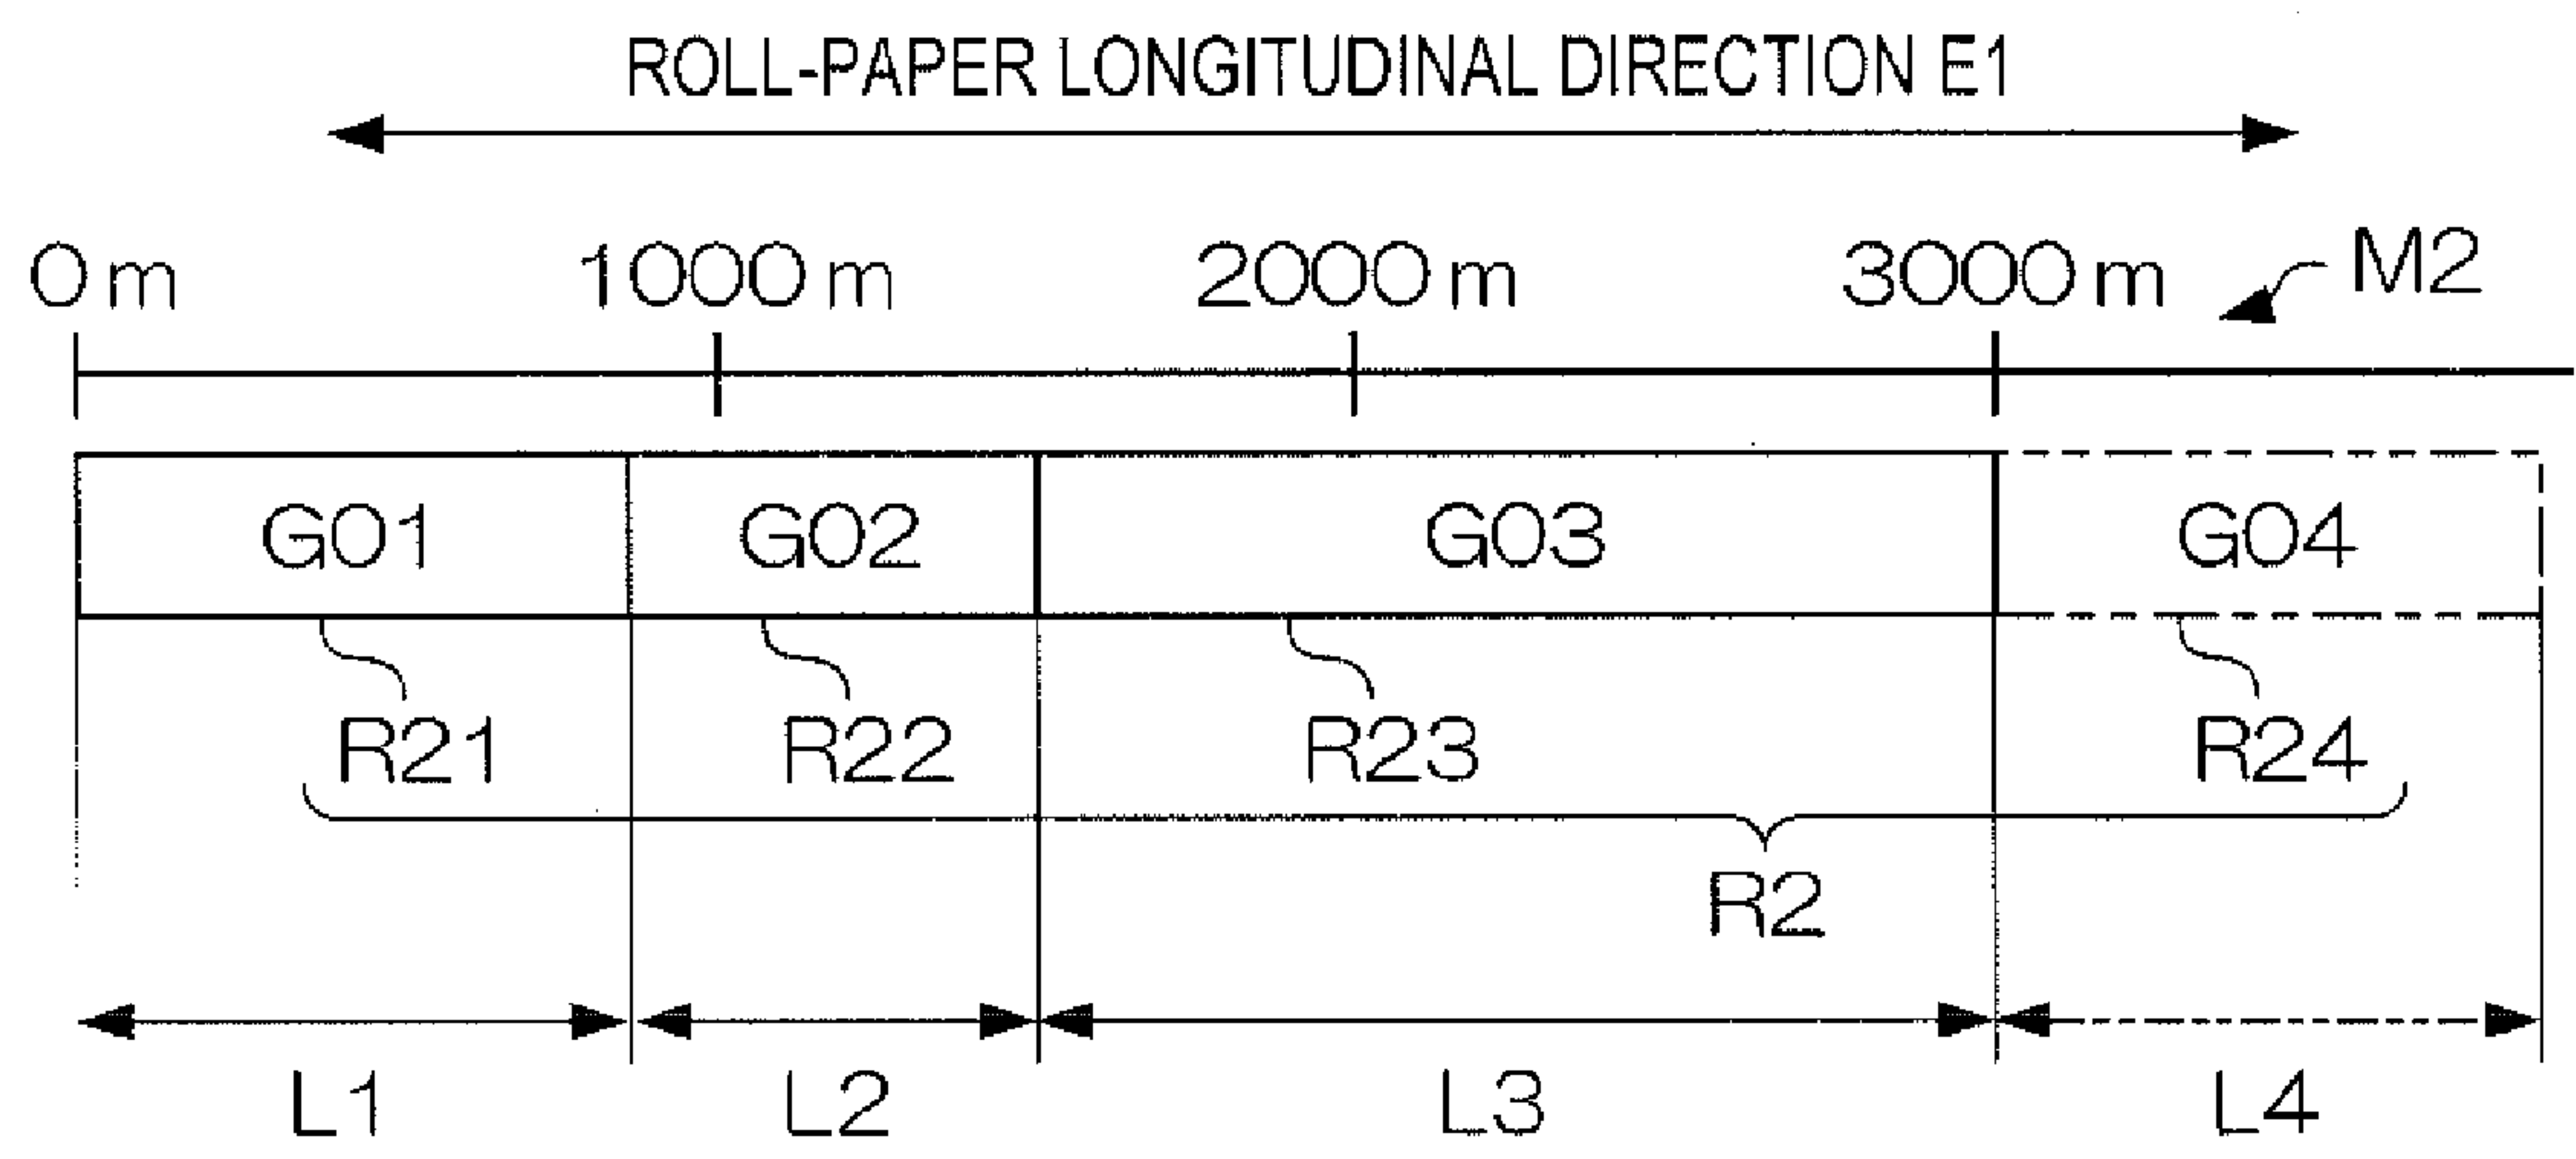 ROLL-PAPER LONGITUDINAL DIRECTION E1
0 m 1000 m 2000 m 3000 m M2
G01 G02 G03 G04
R21 R22 R23 R24
R2
L1 L2 L3 L4